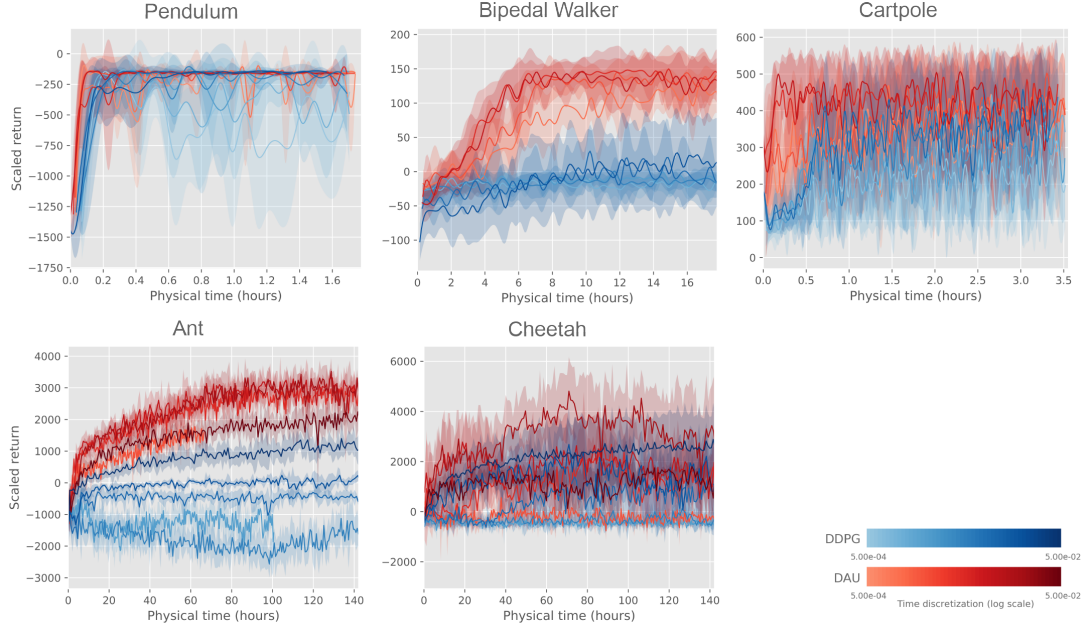 Pendulum
Bipedal Walker
Cartpole
0
−250
−500
−750
−1000
−1250
−1500
−1750
Scaled return
0.0 0.2 0.4 0.6 0.8 1.0 1.2 1.4 1.6
Physical time (hours)
200
150
100
50
0
−50
−100
0 2 4 6 8 10 12 14 16
Physical time (hours)
600
500
400
300
200
100
0
0.0 0.5 1.0 1.5 2.0 2.5 3.0 3.5
Physical time (hours)
Ant
Cheetah
4000
3000
2000
1000
0
−1000
−2000
−3000
Scaled return
0 20 40 60 80 100 120 140
Physical time (hours)
6000
4000
2000
0
−2000
0 20 40 60 80 100 120 140
Physical time (hours)
DDPG
5.00e-04 5.00e-02
DAU
5.00e-04 5.00e-02
Time discretization (log scale)